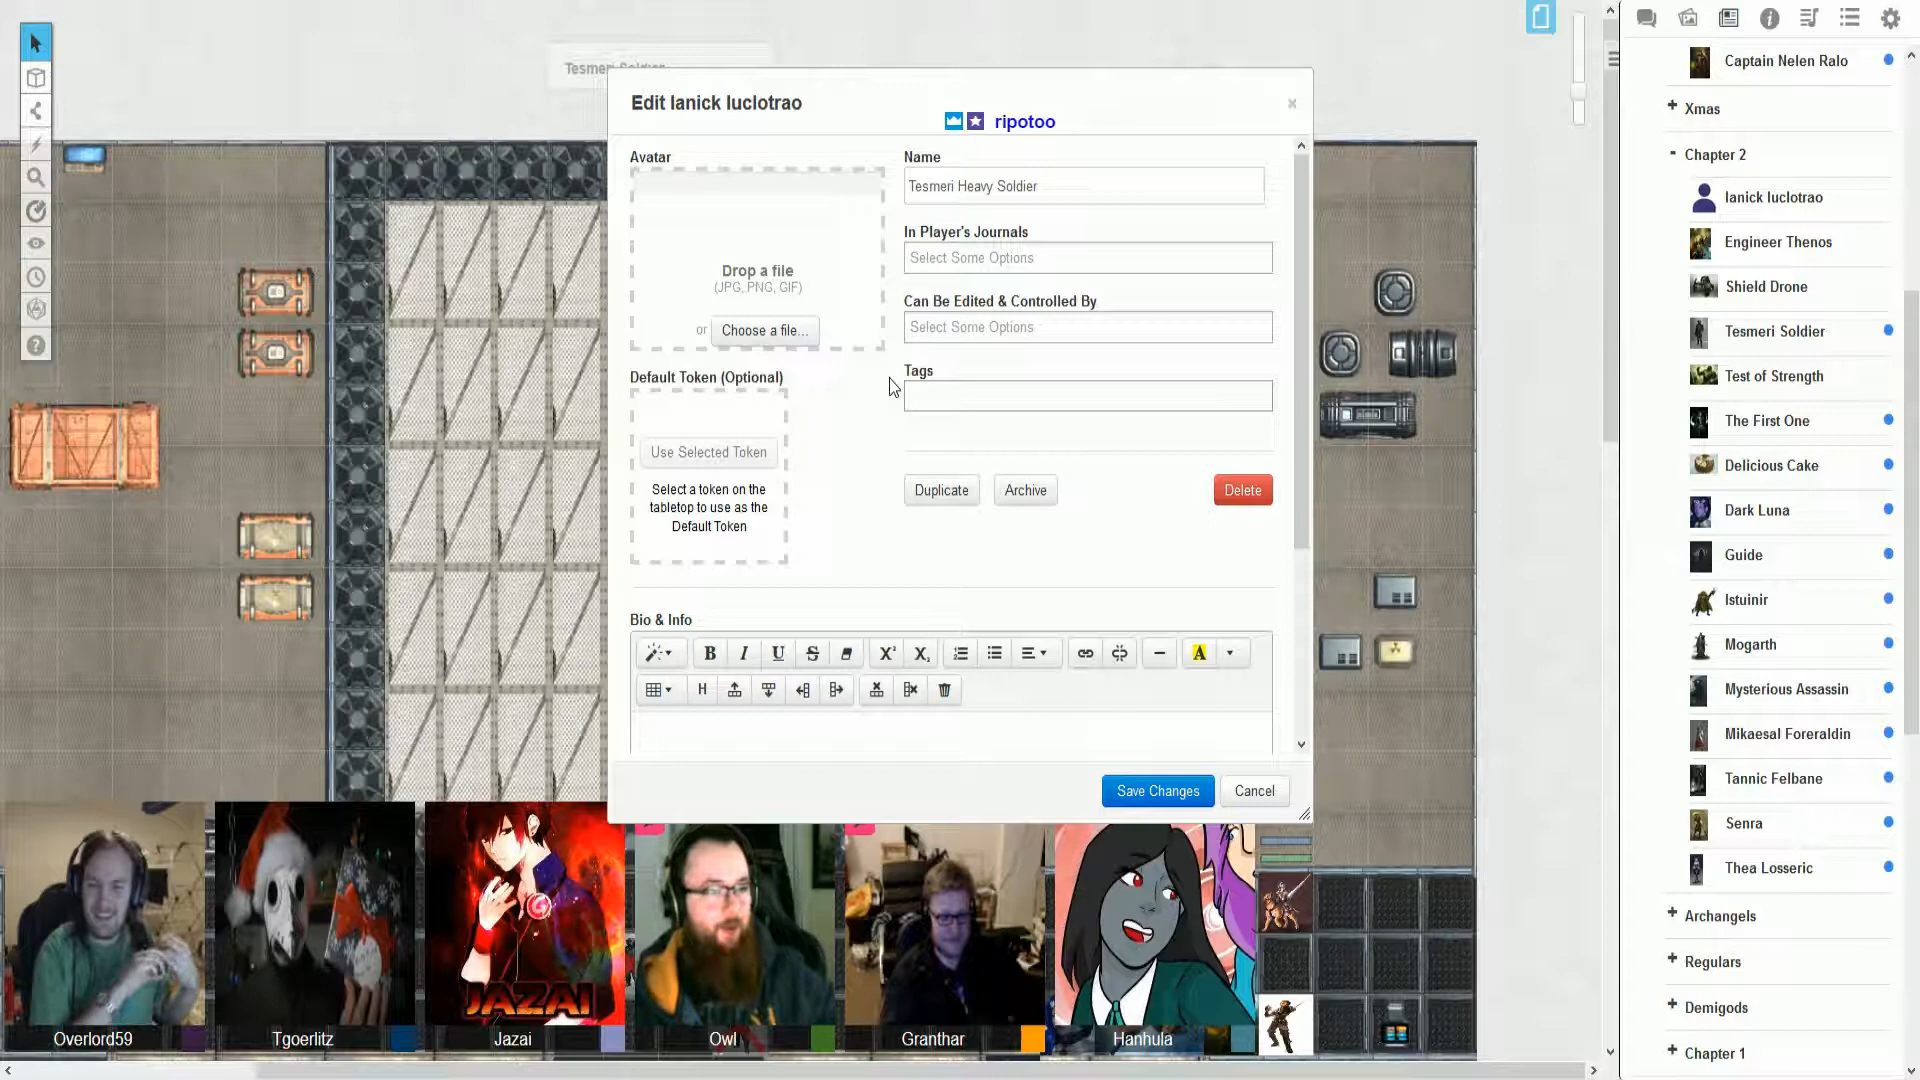 Tesmeri Soldier
Edit Ianick Iuclotrao
ripotoo
Avatar
Drop a file
(JPG, PNG, GIF)
or Choose a file...
Default Token (Optional)
Use Selected Token
Select a token on the
tabletop to use as the
Default Token
Name
Tesmeri Heavy Soldier
In Player's Journals
Select Some Options
Can Be Edited & Controlled By
Select Some Options
Tags
Duplicate Archive Delete
Bio & Info
B I U S X² X, A
H
Save Changes Cancel
Captain Nelen Ralo
Xmas
Chapter 2
Ianick Iuclotrao
Engineer Thenos
Shield Drone
Tesmeri Soldier
Test of Strength
The First One
Delicious Cake
Dark Luna
Guide
Istuinir
Mogarth
Mysterious Assassin
Mikaesal Foreraldin
Tannic Felbane
Senra
Thea Losseric
Archangels
Regulars
Demigods
Chapter 1
JAZAI
Overlord59 Tgoerlitz Jazai Owl Granthar Hanhula